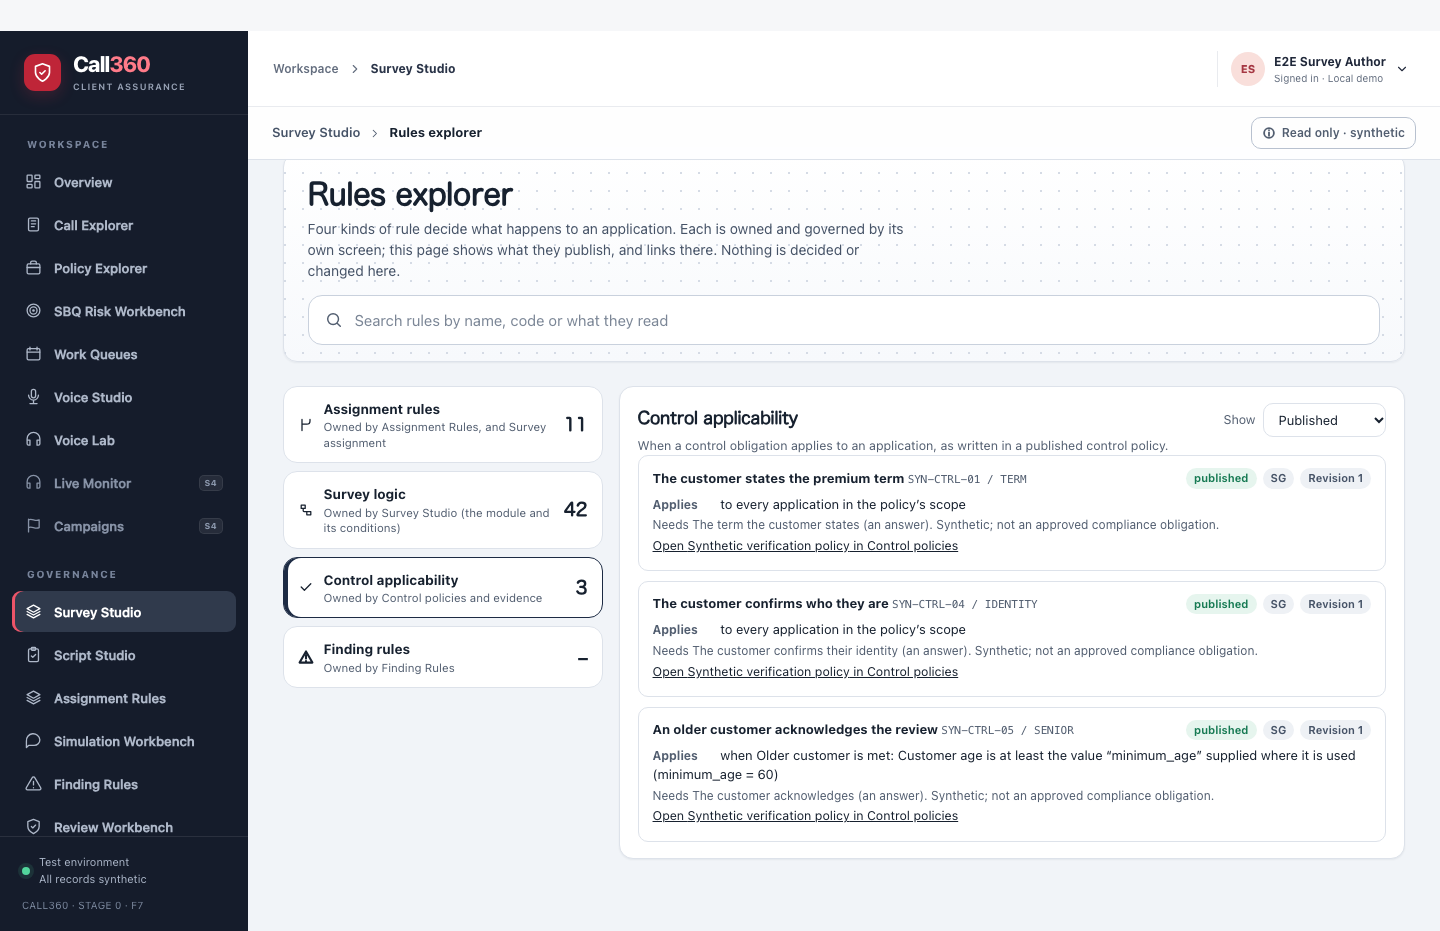 Call360
CLIENT ASSURANCE
WORKSPACE
Overview
Call Explorer
Policy Explorer
SBQ Risk Workbench
Work Queues
Voice Studio
Voice Lab
Live Monitor S4
Campaigns S4
GOVERNANCE
Survey Studio
Script Studio
Assignment Rules
Simulation Workbench
Finding Rules
Review Workbench
Test environment
All records synthetic
CALL360 · STAGE 0 · F7
Workspace > Survey Studio
ES
E2E Survey Author
Signed in · Local demo
Survey Studio > Rules explorer
Read only · synthetic
Rules explorer
Four kinds of rule decide what happens to an application. Each is owned and governed by its
own screen; this page shows what they publish, and links there. Nothing is decided or
changed here.
Search rules by name, code or what they read
Assignment rules
Owned by Assignment Rules, and Survey
assignment
11
Survey logic
Owned by Survey Studio (the module and
its conditions)
42
Control applicability
Owned by Control policies and evidence
3
Finding rules
Owned by Finding Rules
–
Control applicability
Show Published
When a control obligation applies to an application, as written in a published control policy.
The customer states the premium term SYN-CTRL-01 / TERM published SG Revision 1
Applies to every application in the policy’s scope
Needs The term the customer states (an answer). Synthetic; not an approved compliance obligation.
Open Synthetic verification policy in Control policies
The customer confirms who they are SYN-CTRL-04 / IDENTITY published SG Revision 1
Applies to every application in the policy’s scope
Needs The customer confirms their identity (an answer). Synthetic; not an approved compliance obligation.
Open Synthetic verification policy in Control policies
An older customer acknowledges the review SYN-CTRL-05 / SENIOR published SG Revision 1
Applies when Older customer is met: Customer age is at least the value “minimum_age” supplied where it is used
(minimum_age = 60)
Needs The customer acknowledges (an answer). Synthetic; not an approved compliance obligation.
Open Synthetic verification policy in Control policies